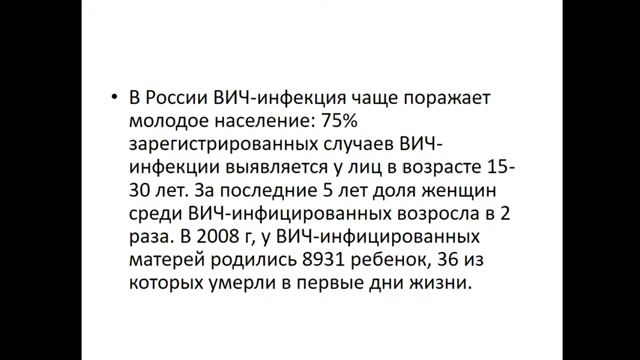 • В России ВИЧ-инфекция чаще поражает
молодое население: 75%
зарегистрированных случаев ВИЧ-
инфекции выявляется у лиц в возрасте 15-
30 лет. За последние 5 лет доля женщин
среди ВИЧ-инфицированных возросла в 2
раза. В 2008 г, у ВИЧ-инфицированных
матерей родились 8931 ребенок, 36 из
которых умерли в первые дни жизни.